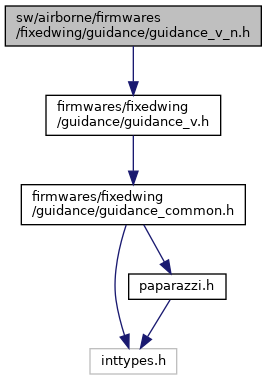 sw/airborne/firmwares
/fixedwing/guidance/guidance_v_n.h
firmwares/fixedwing
/guidance/guidance_v.h
firmwares/fixedwing
/guidance/guidance_common.h
paparazzi.h
inttypes.h